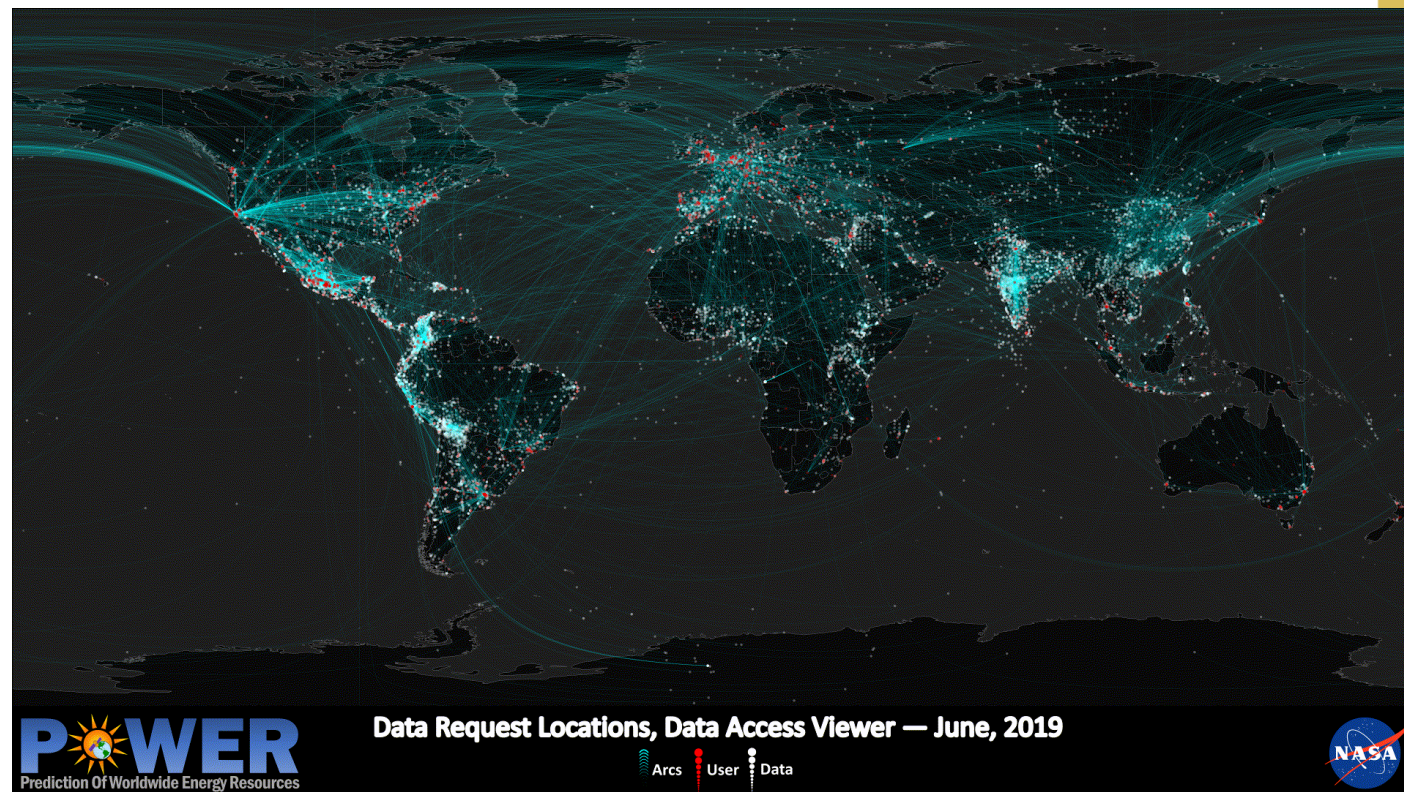 Data Request Locations, Data Access Viewer — June, 2019
Arcs User Data
POWER
Prediction Of Worldwide Energy Resources
NASA